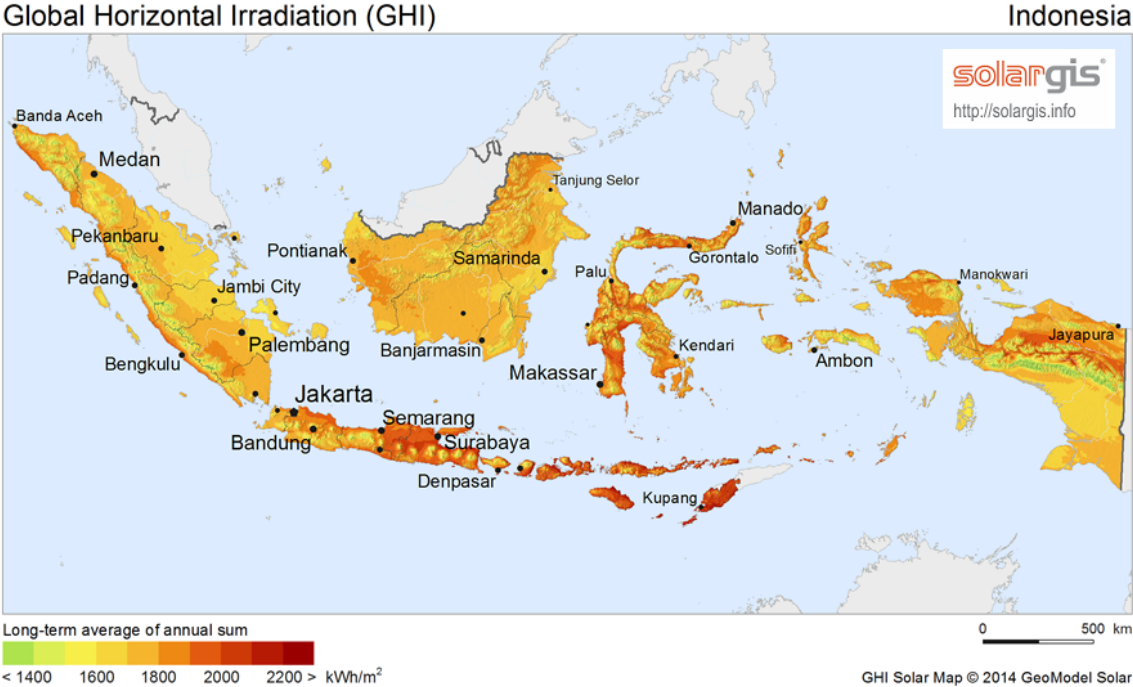 Global Horizontal Irradiation (GHI)
Indonesia
solargis®
http://solargis.info
Banda Aceh
Medan
Tanjung Selor
Manado
Pekanbaru
Pontianak
Samarinda
Sofifi
Gorontalo
Padang
Jambi City
Palu
Manokwari
Palembang
Banjarmasin
Kendari
Jayapura
Bengkulu
Makassar
Ambon
Jakarta
Semarang
Bandung
Surabaya
Denpasar
Kupang
Long-term average of annual sum
< 1400 1600 1800 2000 2200 > kWh/m²
0 500 km
GHI Solar Map © 2014 GeoModel Solar